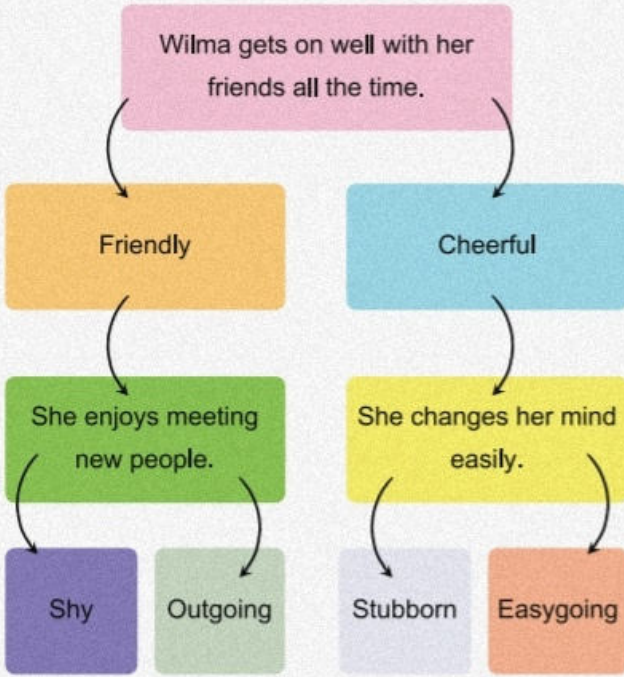 Wilma gets on well with her
friends all the time.
Friendly
Cheerful
She enjoys meeting
new people.
She changes her mind
easily.
Shy
Outgoing
Stubborn
Easygoing